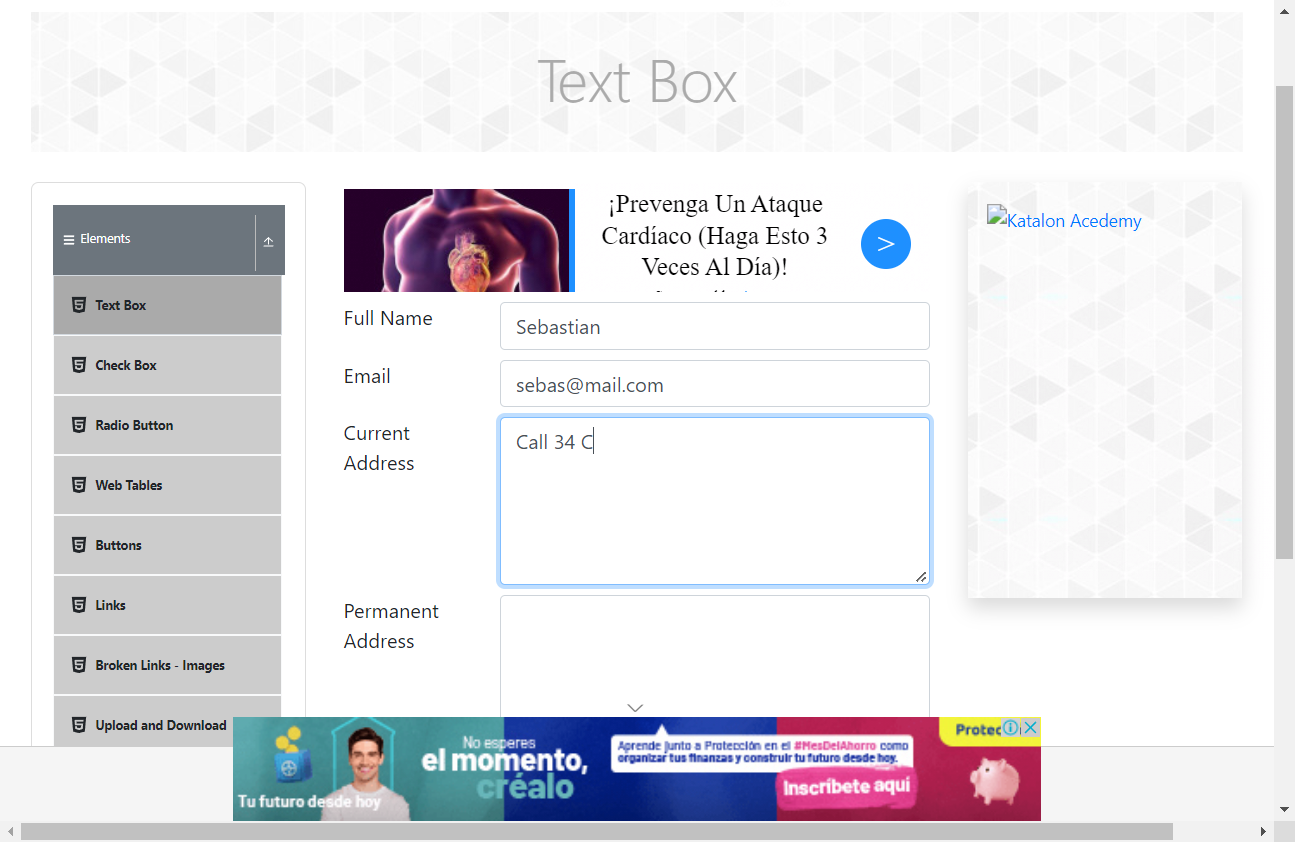 Text Box
Elements
Text Box
Check Box
Radio Button
Web Tables
Buttons
Links
Broken Links - Images
Upload and Download
¡Prevenga Un Ataque
Cardíaco (Haga Esto 3
Veces Al Día)!
>
Full Name
Sebastian
Email
sebas@mail.com
Current
Address
Call 34 C
Permanent
Address
Katalon Acedemy
Tu futuro desde hoy
No esperes
el momento,
créalo
Aprende junto a Protección en el #MesDelAhorro como
organizar tus finanzas y construir tu futuro desde hoy.
Inscríbete aquí